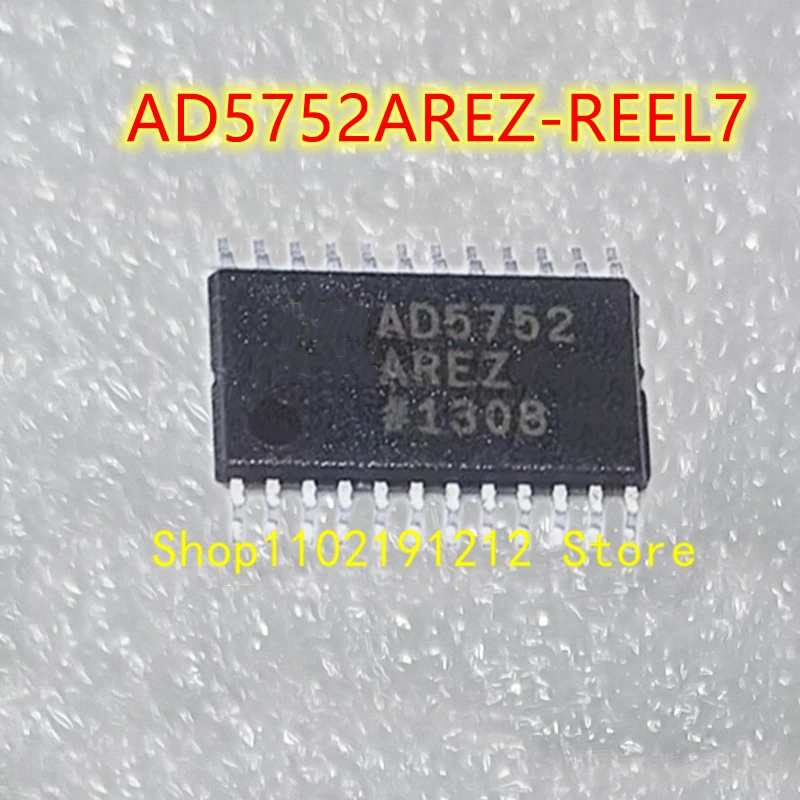 AD5752AREZ-REEL7
AD5752
AREZ
#1308
Shop1102191212 Store